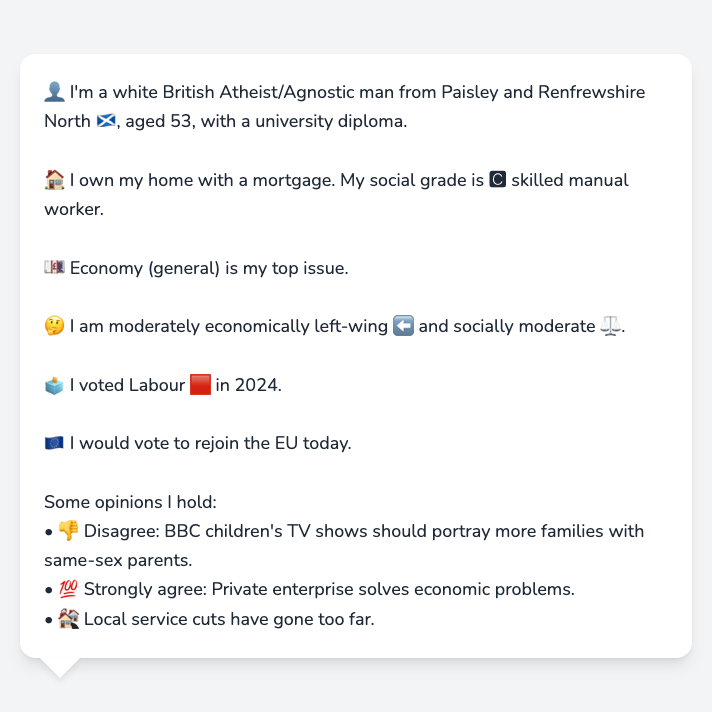 👤 I'm a white British Atheist/Agnostic man from Paisley and Renfrewshire
North 🏴󠁧󠁢󠁳󠁣󠁴󠁿, aged 53, with a university diploma.
🏠 I own my home with a mortgage. My social grade is C skilled manual
worker.
💷 Economy (general) is my top issue.
🤔 I am moderately economically left-wing ⬅️ and socially moderate ⚖️.
🗳️ I voted Labour 🟥 in 2024.
🇪🇺 I would vote to rejoin the EU today.
Some opinions I hold:
• 👎 Disagree: BBC children's TV shows should portray more families with
same-sex parents.
• 💯 Strongly agree: Private enterprise solves economic problems.
• 🏚️ Local service cuts have gone too far.